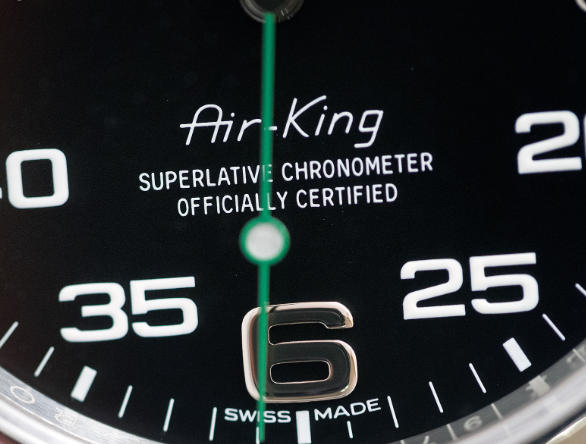 Air-King
SUPERLATIVE CHRONOMETER
OFFICIALLY CERTIFIED
35
25
6
SWISS MADE